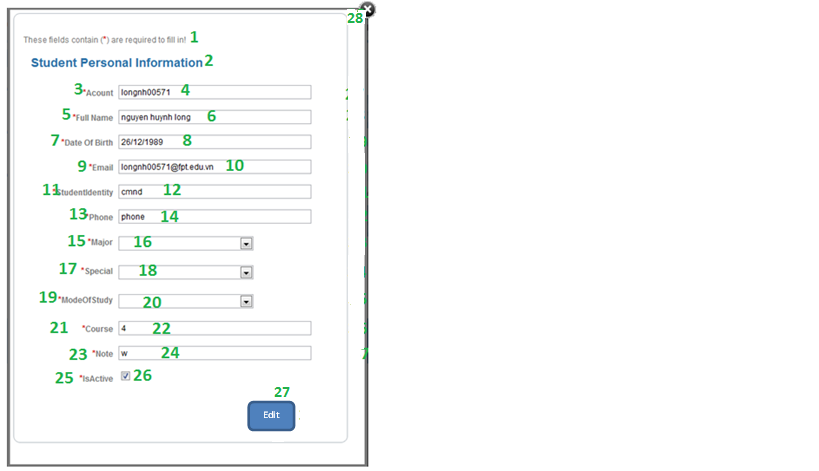 28
These fields contain (*) are required to fill in! 1
Student Personal Information 2
3 *Acount longnh00571 4
5 *Full Name nguyen huynh long 6
7 *Date Of Birth 26/12/1989 8
9 *Email longnh00571@fpt.edu.vn 10
11 StudentIdentity cmnd 12
13 *Phone phone 14
15 *Major 16
17 *Special 18
19 *ModeOfStudy 20
21 *Course 4 22
23 *Note w 24
25 *IsActive 26
27
Edit